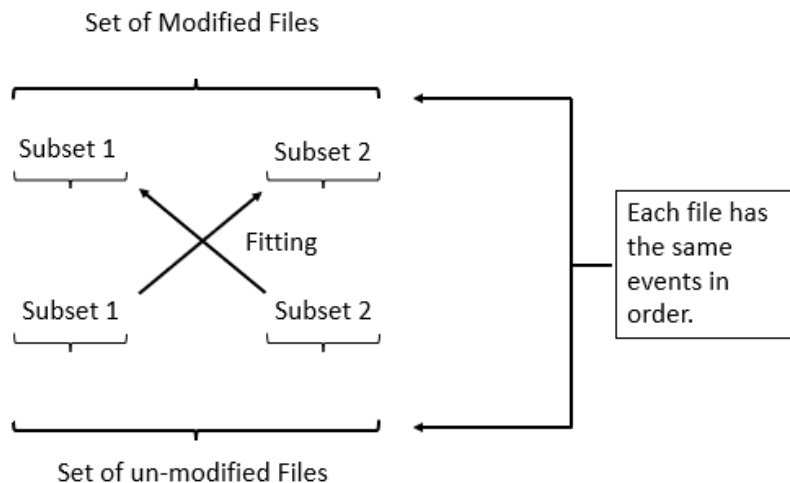 Set of Modified Files
Subset 1
Subset 2
Fitting
Subset 1
Subset 2
Set of un-modified Files
Each file has
the same
events in
order.